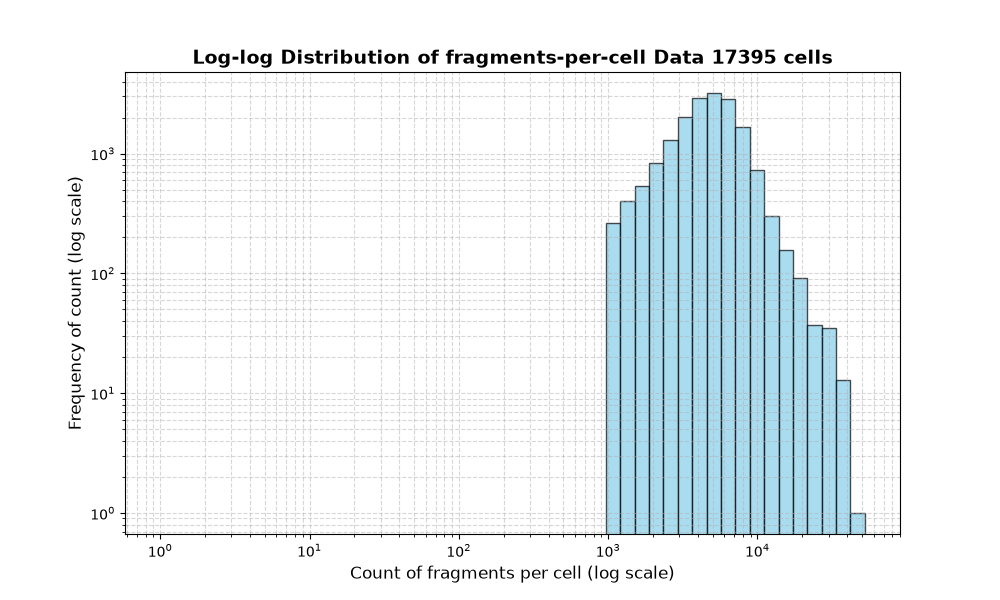 Log-log Distribution of fragments-per-cell Data 17395 cells
Frequency of count (log scale)
10³
10²
10¹
10⁰
10⁰ 10¹ 10² 10³ 10⁴
Count of fragments per cell (log scale)